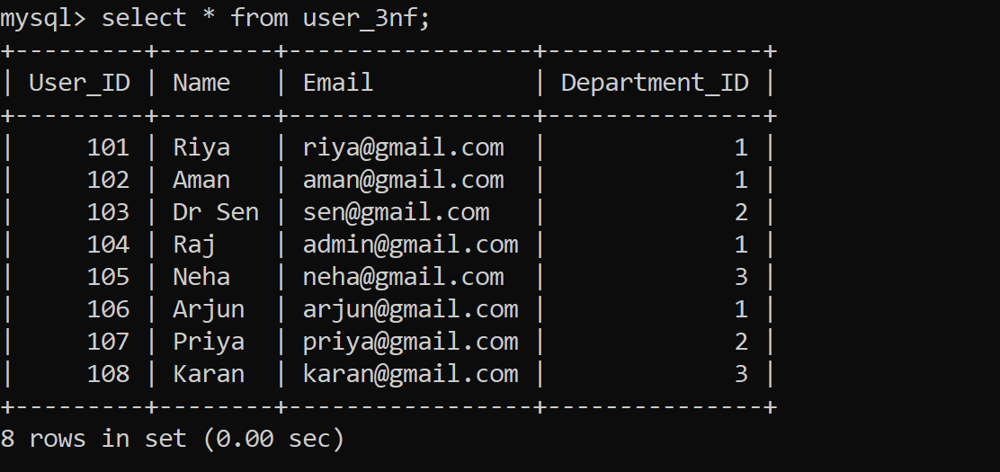 mysql> select * from user_3nf;
+---------+--------+-----------------+---------------+
| User_ID | Name   | Email           | Department_ID |
+---------+--------+-----------------+---------------+
|     101 | Riya   | riya@gmail.com  |             1 |
|     102 | Aman   | aman@gmail.com  |             1 |
|     103 | Dr Sen | sen@gmail.com   |             2 |
|     104 | Raj    | admin@gmail.com |             1 |
|     105 | Neha   | neha@gmail.com  |             3 |
|     106 | Arjun  | arjun@gmail.com |             1 |
|     107 | Priya  | priya@gmail.com |             2 |
|     108 | Karan  | karan@gmail.com |             3 |
+---------+--------+-----------------+---------------+
8 rows in set (0.00 sec)